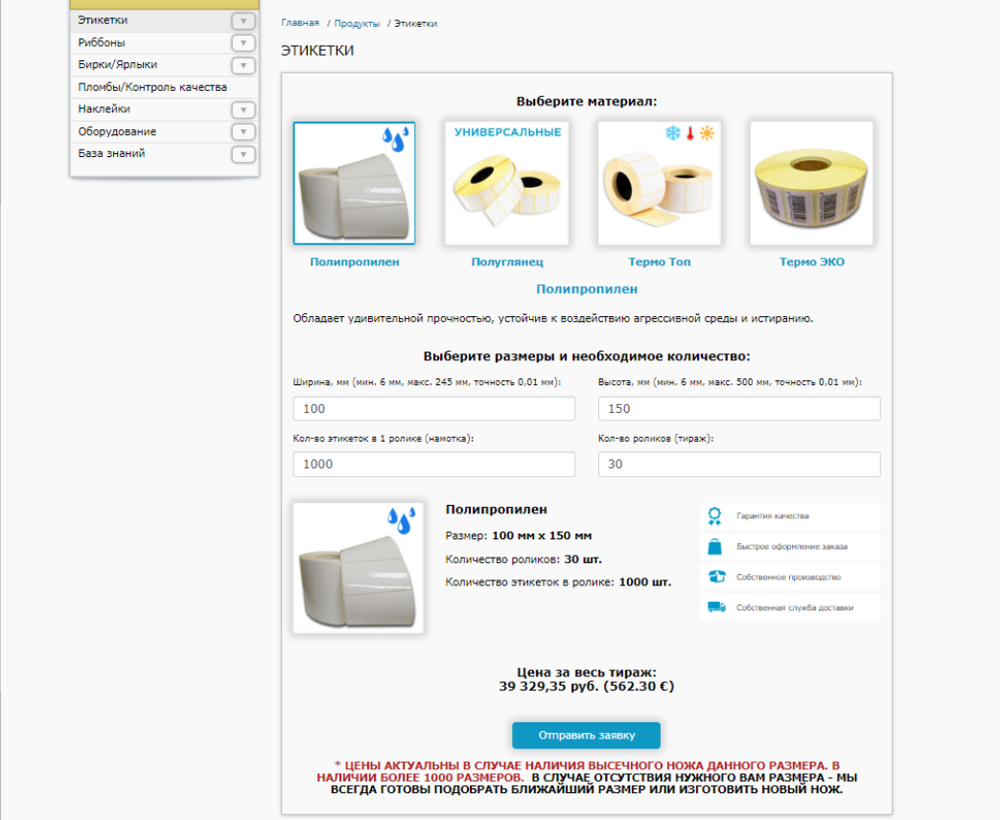 Этикетки
Риббоны
Бирки/Ярлыки
Пломбы/Контроль качества
Наклейки
Оборудование
База знаний
Главная / Продукты / Этикетки
ЭТИКЕТКИ
Выберите материал:
УНИВЕРСАЛЬНЫЕ
Полипропилен
Полуглянец
Термо Топ
Термо ЭКО
Полипропилен
Обладает удивительной прочностью, устойчив к воздействию агрессивной среды и истиранию.
Выберите размеры и необходимое количество:
Ширина, мм (мин. 6 мм, макс. 245 мм, точность 0,01 мм):
Высота, мм (мин. 6 мм, макс. 500 мм, точность 0,01 мм):
100
150
Кол-во этикеток в 1 ролике (намотка):
Кол-во роликов (тираж):
1000
30
Полипропилен
Размер: 100 мм x 150 мм
Количество роликов: 30 шт.
Количество этикеток в ролике: 1000 шт.
Гарантия качества
Быстрое оформление заказа
Собственное производство
Собственная служба доставки
Цена за весь тираж:
39 329,35 руб. (562.30 €)
Отправить заявку
* ЦЕНЫ АКТУАЛЬНЫ В СЛУЧАЕ НАЛИЧИЯ ВЫСЕЧНОГО НОЖА ДАННОГО РАЗМЕРА. В
НАЛИЧИИ БОЛЕЕ 1000 РАЗМЕРОВ. В СЛУЧАЕ ОТСУТСТВИЯ НУЖНОГО ВАМ РАЗМЕРА - МЫ
ВСЕГДА ГОТОВЫ ПОДОБРАТЬ БЛИЖАЙШИЙ РАЗМЕР ИЛИ ИЗГОТОВИТЬ НОВЫЙ НОЖ.